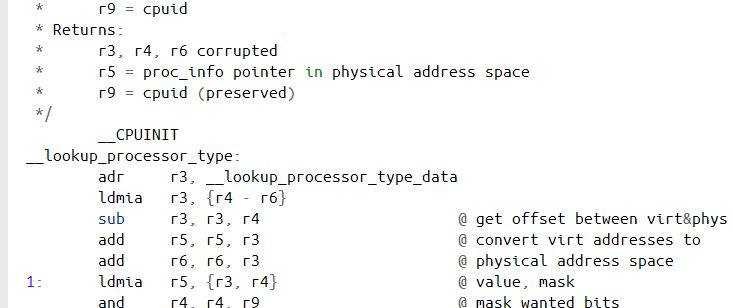 *      r9 = cpuid
* Returns:
*      r3, r4, r6 corrupted
*      r5 = proc_info pointer in physical address space
*      r9 = cpuid (preserved)
*/
        __CPUINIT
__lookup_processor_type:
        adr     r3, __lookup_processor_type_data
        ldmia   r3, {r4 - r6}
        sub     r3, r3, r4                      @ get offset between virt&phys
        add     r5, r5, r3                      @ convert virt addresses to
        add     r6, r6, r3                      @ physical address space
1:      ldmia   r5, {r3, r4}                    @ value, mask
        and     r4, r4, r9                      @ mask wanted bits